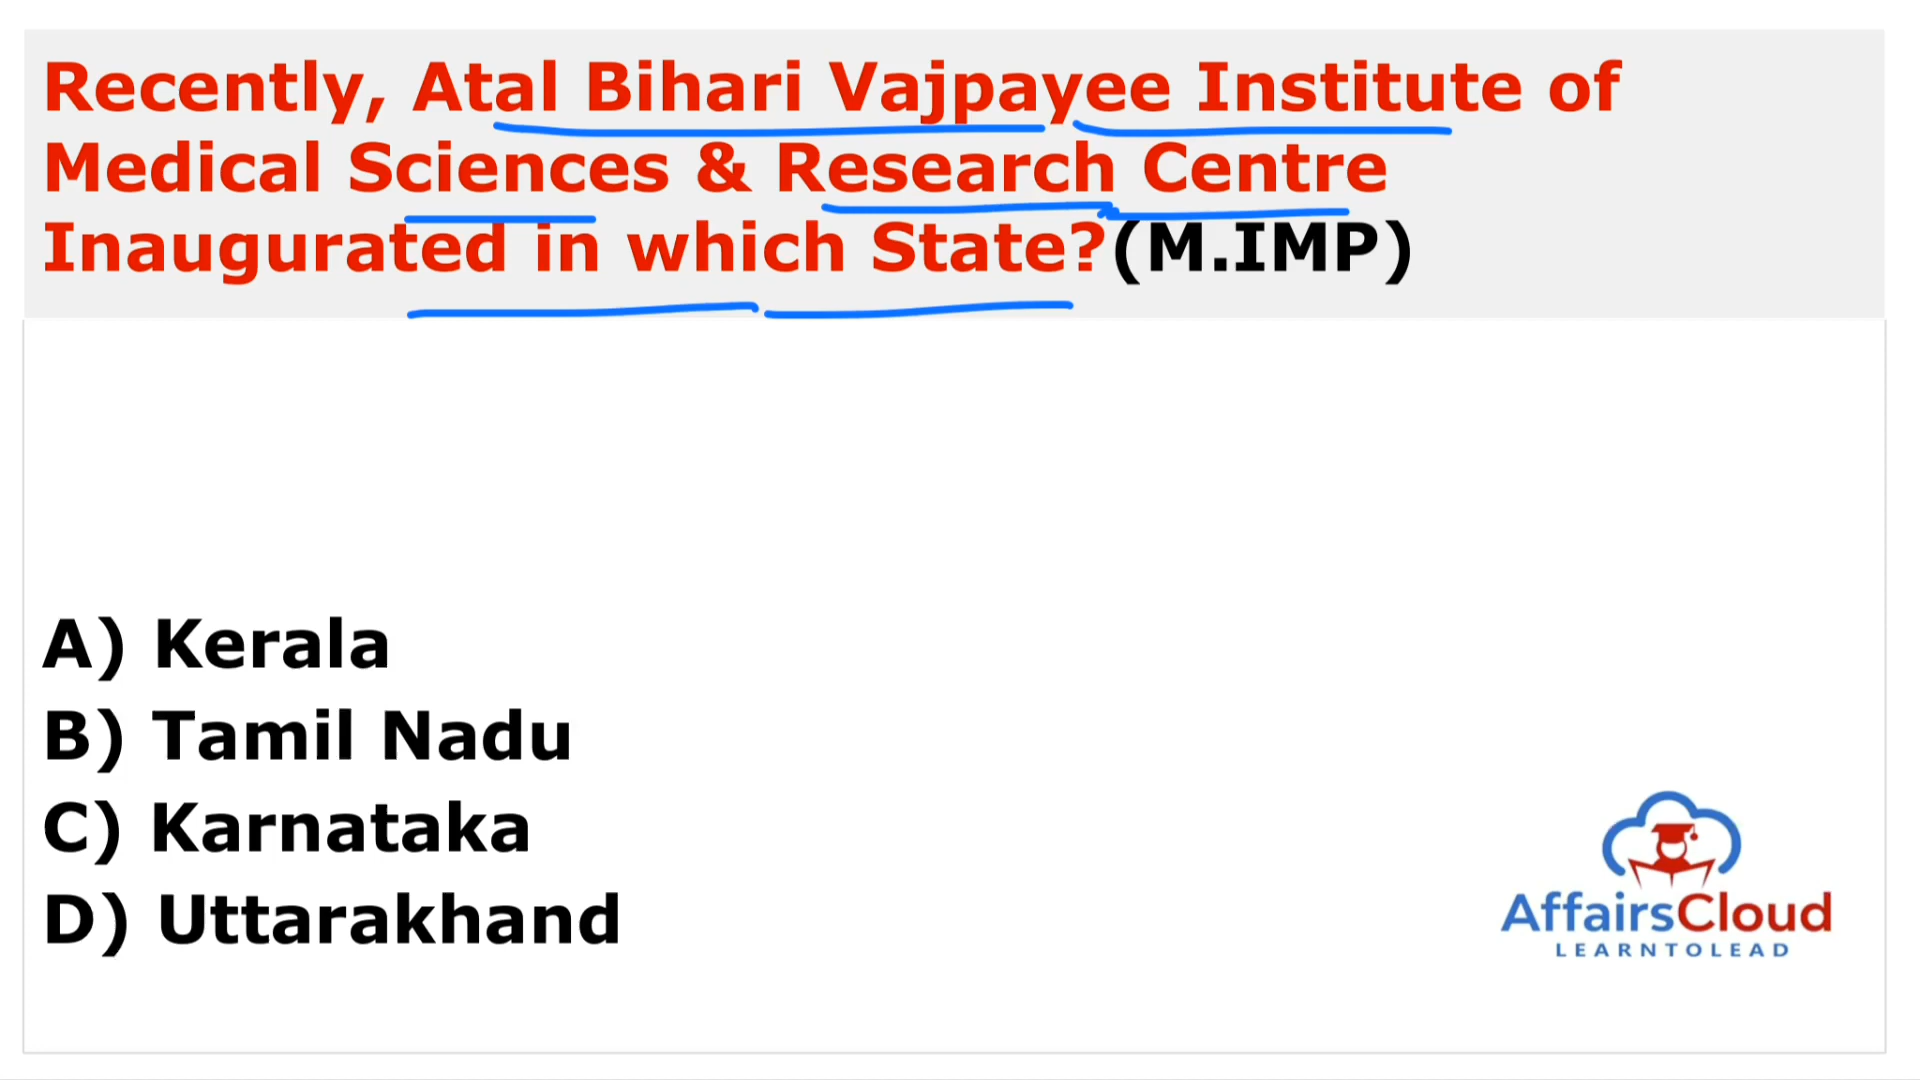 Recently, Atal Bihari Vajpayee Institute of
Medical Sciences & Research Centre
Inaugurated in which State?(M.IMP)
A) Kerala
B) Tamil Nadu
C) Karnataka
D) Uttarakhand
AffairsCloud
LEARNTOLEAD